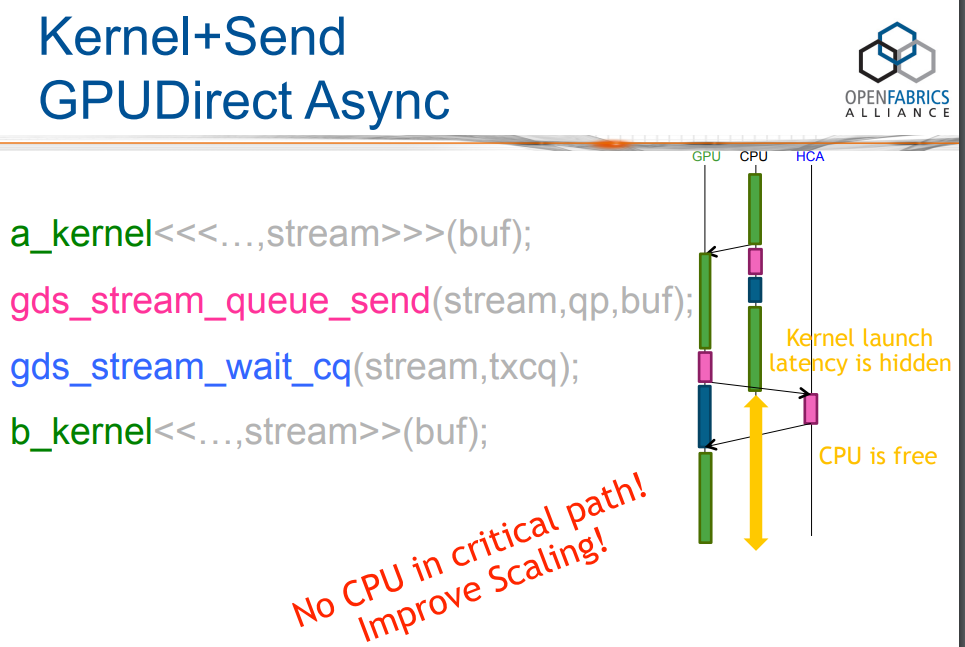 Kernel+Send
GPUDirect Async
OPENFABRICS
ALLIANCE
GPU CPU HCA
a_kernel<<<…,stream>>>(buf);
gds_stream_queue_send(stream,qp,buf);
gds_stream_wait_cq(stream,txcq);
b_kernel<<…,stream>>(buf);
Kernel launch
latency is hidden
CPU is free
No CPU in critical path!
Improve Scaling!